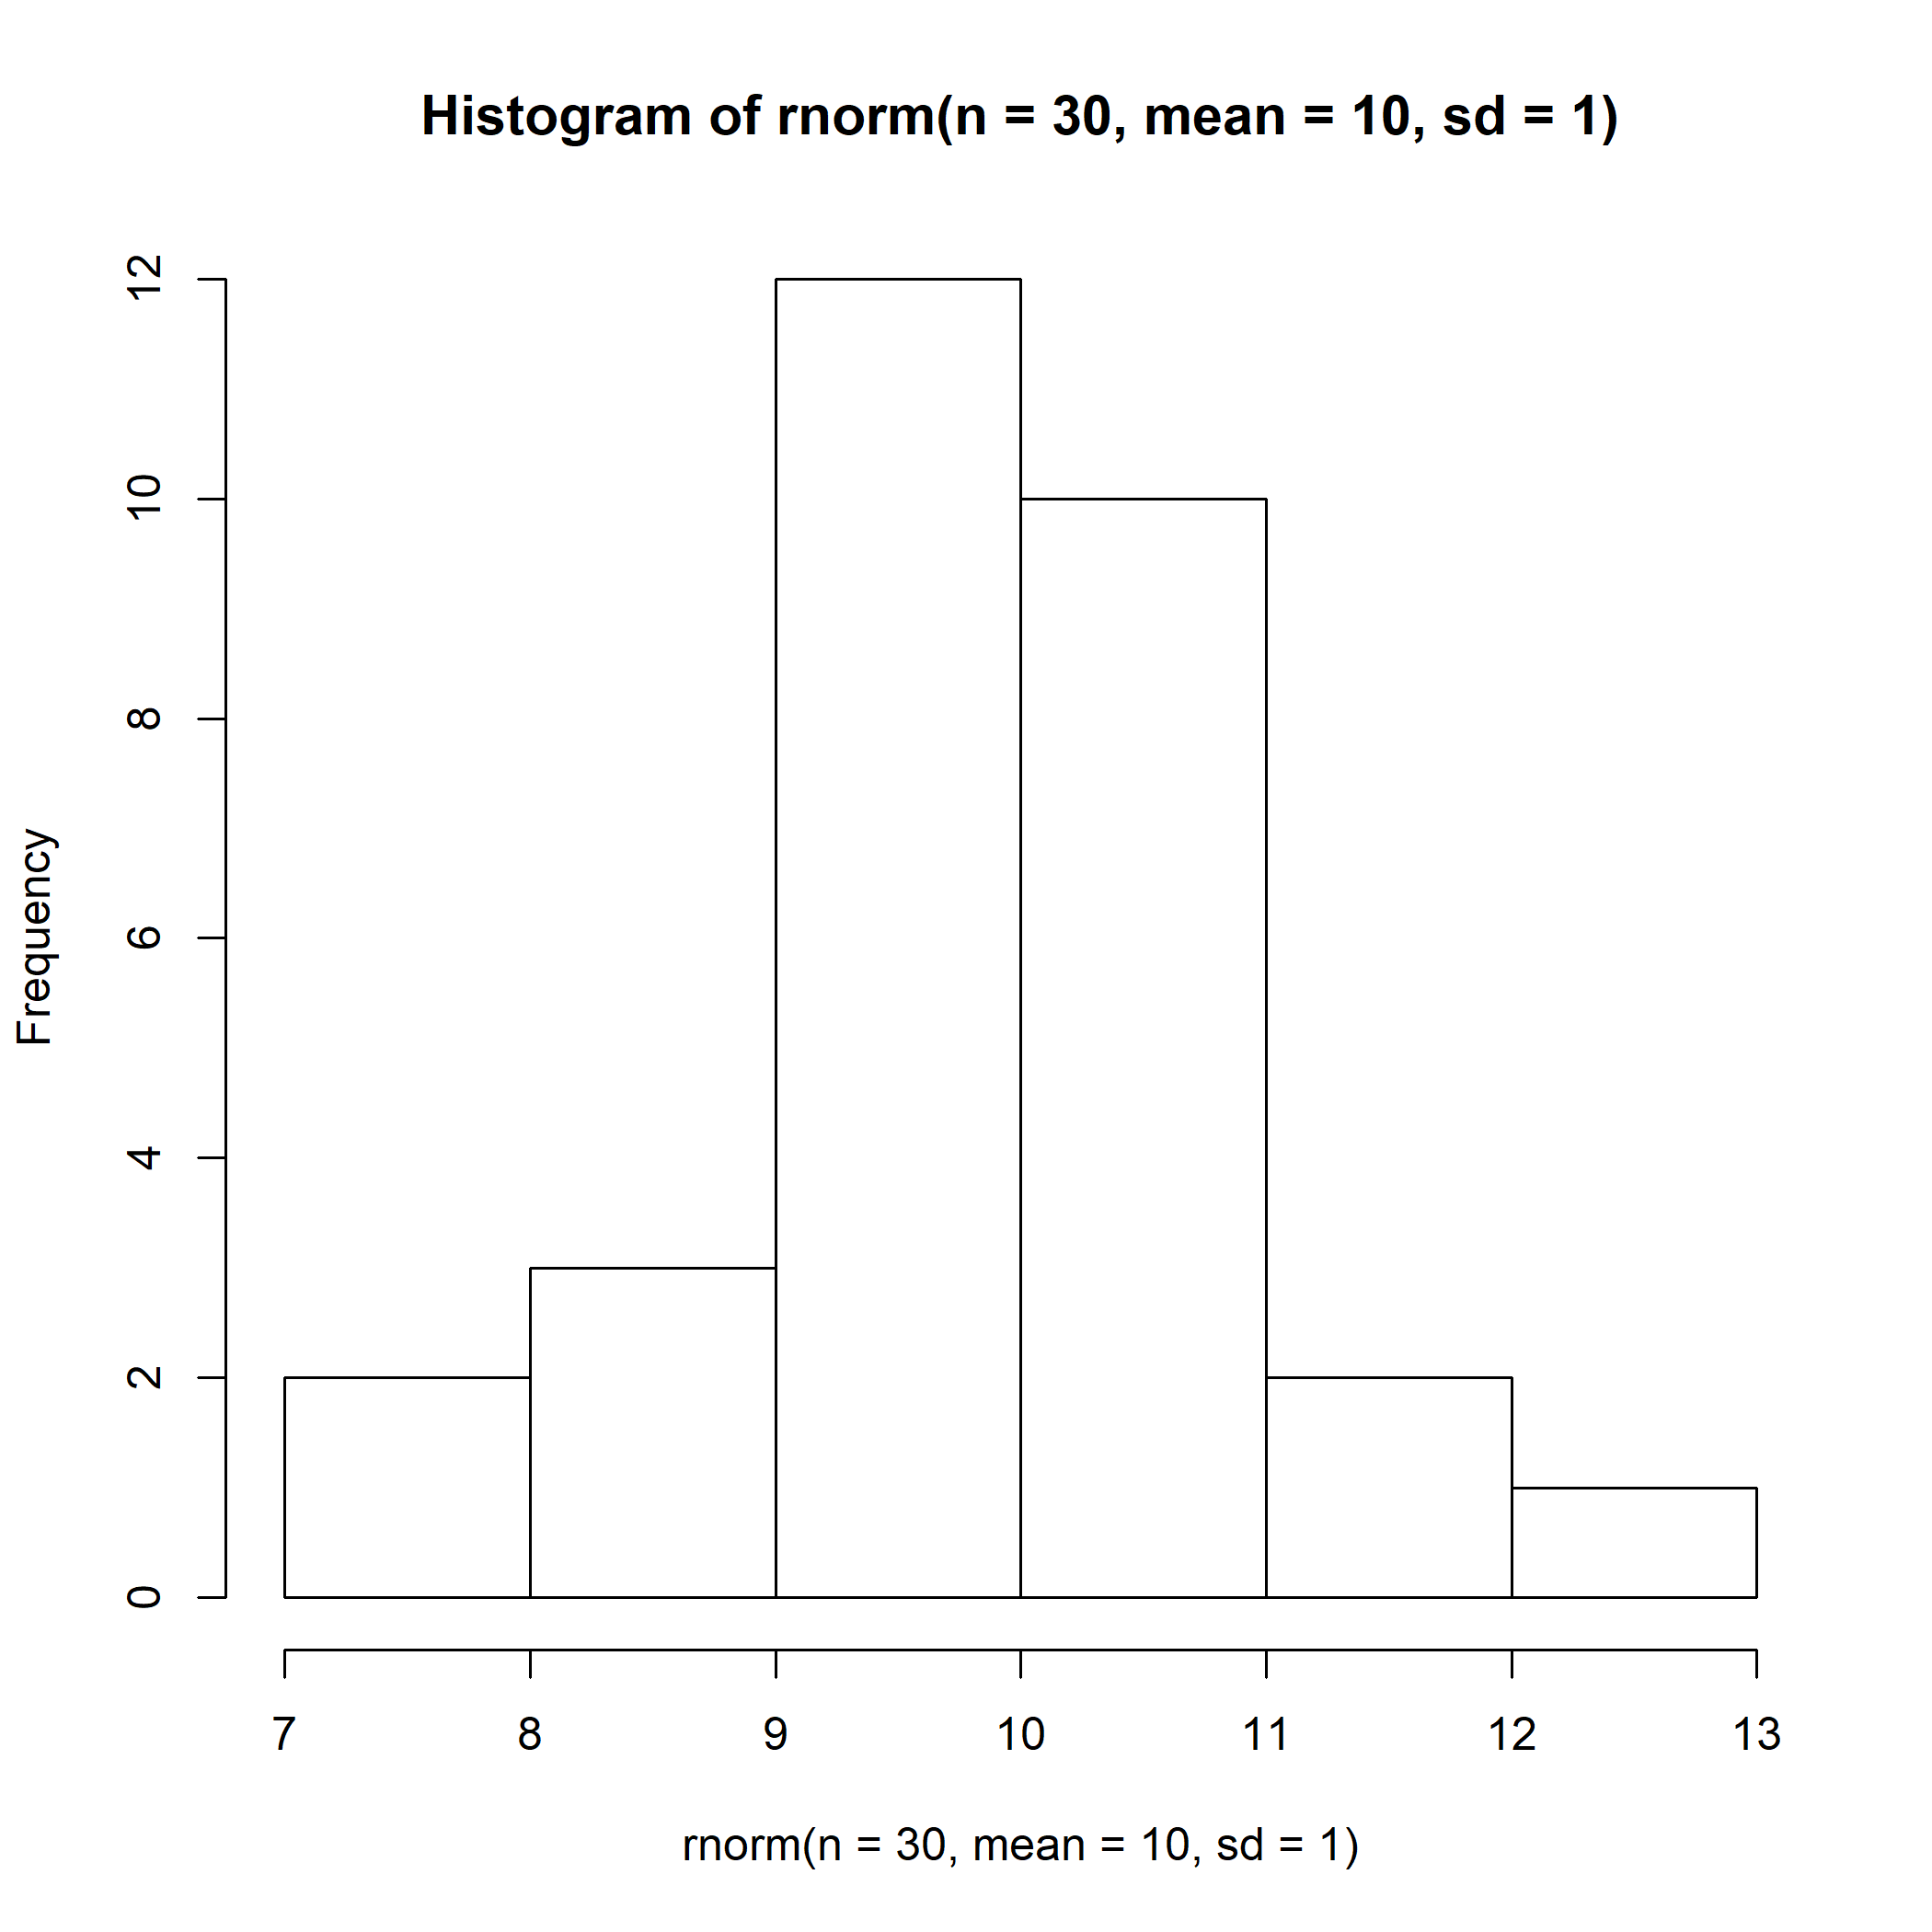 Histogram of rnorm(n = 30, mean = 10, sd = 1)
12
10
8
6
4
2
0
Frequency
7 8 9 10 11 12 13
rnorm(n = 30, mean = 10, sd = 1)